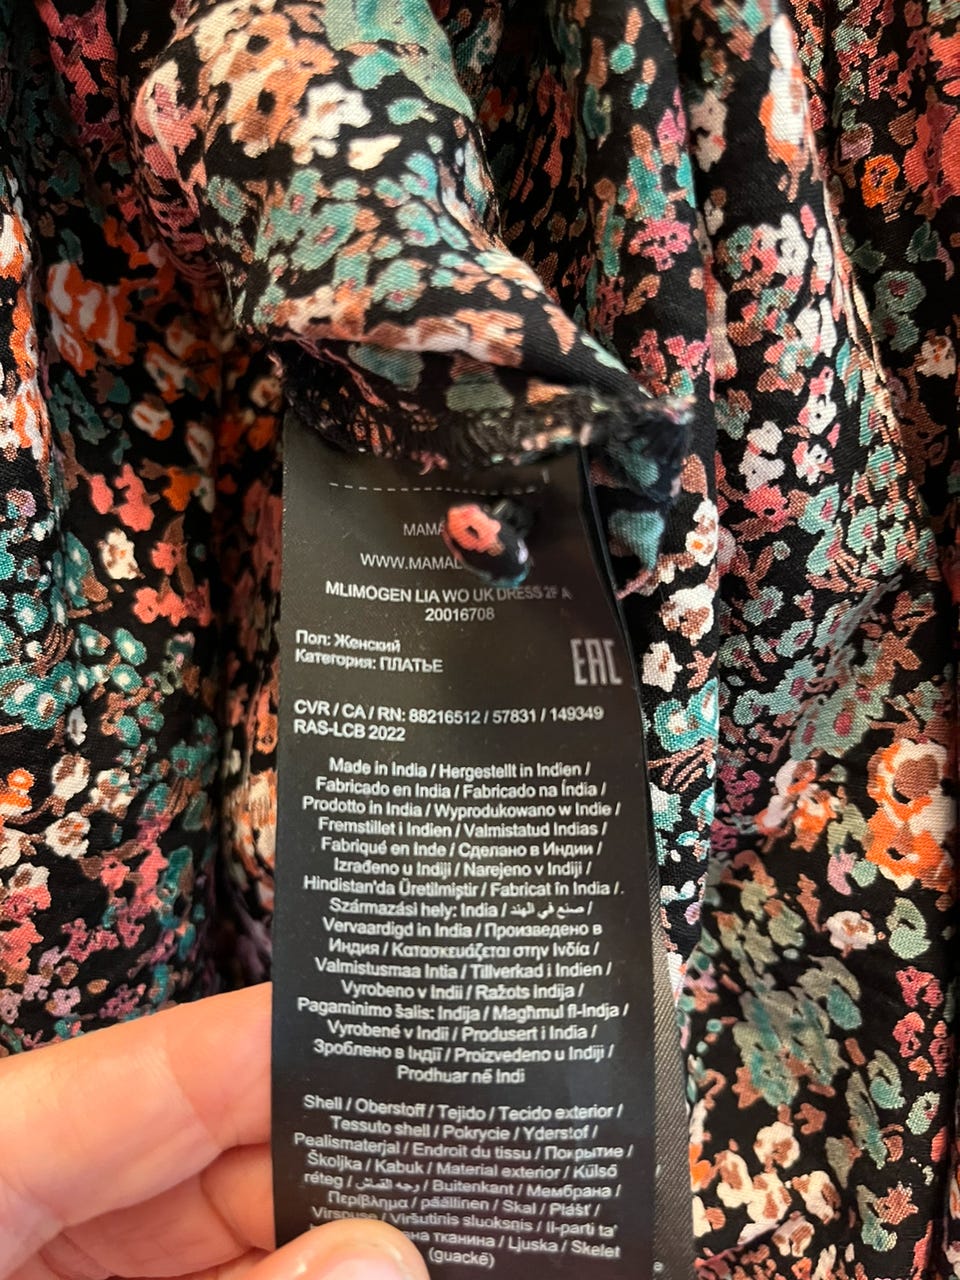 WWW.MAMAL
MLIMOGEN LIA WO UK DRESS 2F A
20016708
Пол: Женский
Категория: ПЛАТЬЕ
EAC
CVR / CA / RN: 88216512 / 57831 / 149349
RAS-LCB 2022
Made in India / Hergestellt in Indien /
Fabricado en India / Fabricado na Índia /
Prodotto in India / Wyprodukowano w Indie /
Fremstillet i Indien / Valmistatud Indias /
Fabriqué en Inde / Сделано в Индии /
Izrađeno u Indiji / Narejeno v Indiji /
Hindistan'da Üretilmiştir / Fabricat în India /.
Származási hely: India / صنع في الهند /
Vervaardigd in India / Произведено в
Индия / Κατασκευάζεται στην Ινδία /
Valmistusmaa Intia / Tillverkad i Indien /
Vyrobeno v Indii / Ražots Indija /
Pagaminimo šalis: Indija / Magħmul fl-Indja /
Vyrobené v Indii / Produsert i India /
Зроблено в Індії / Proizvedeno u Indiji /
Prodhuar në Indi
Shell / Oberstoff / Tejido / Tecido exterior /
Tessuto shell / Pokrycie / Yderstof /
Pealismaterjal / Endroit du tissu / Покрытие /
Školjka / Kabuk / Material exterior / Külső
réteg / وجه القماش / Buitenkant / Мембрана /
Περίβλημα / päällinen / Skal / Plášť /
Viršutinis sluoksnis / Il-parti ta'
тканина / Ljuska / Skelet
(guackë)